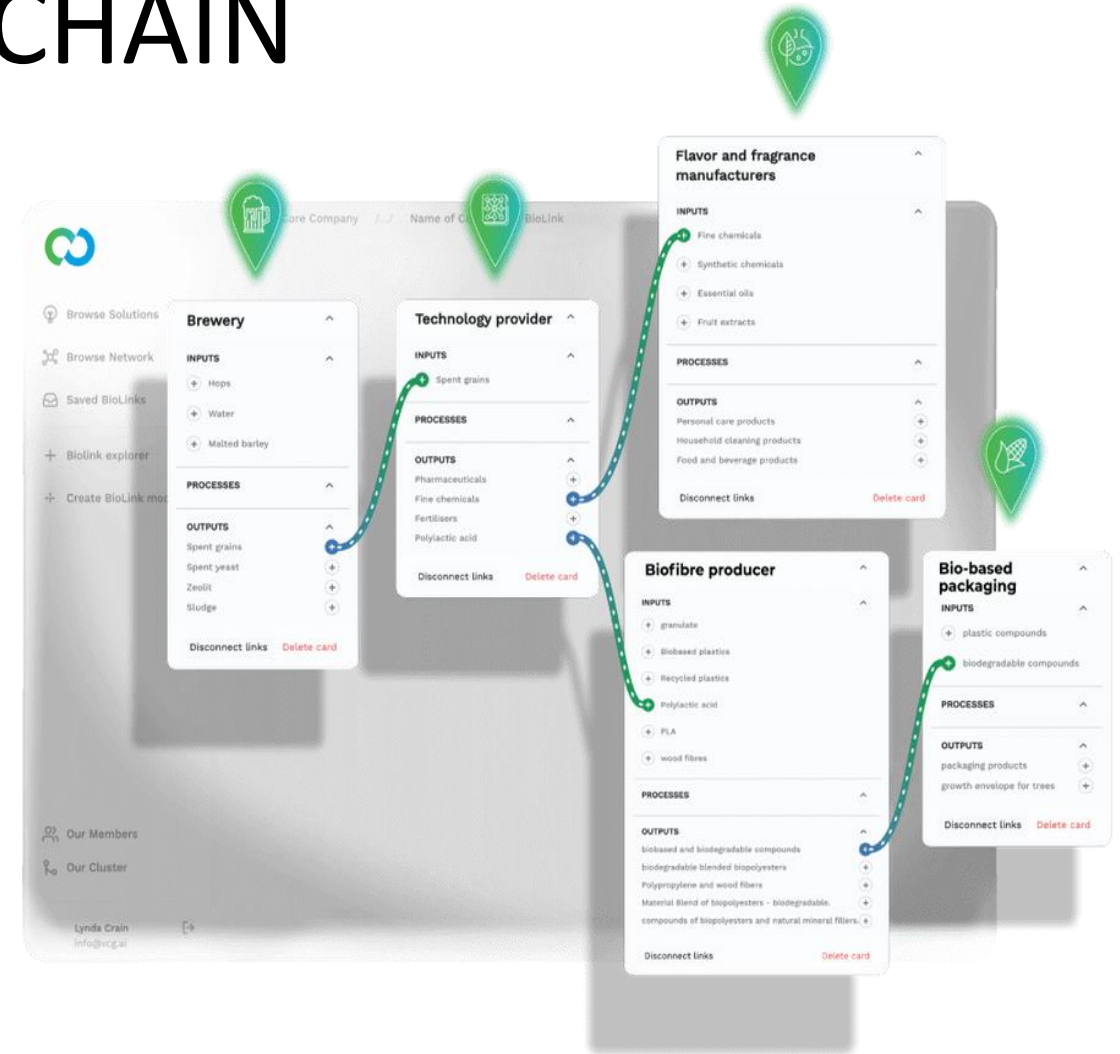 CHAIN
Core Company /.../ Name of C BioLink
Browse Solutions
Browse Network
Saved BioLinks
Biolink explorer
Create BioLink mod
Our Members
Our Cluster
Lynda Crain
info@vcg.ai
Brewery
INPUTS
Hops
Water
Malted barley
PROCESSES
OUTPUTS
Spent grains
Spent yeast
Zeolit
Sludge
Disconnect links Delete card
Technology provider
INPUTS
Spent grains
PROCESSES
OUTPUTS
Pharmaceuticals
Fine chemicals
Fertilisers
Polylactic acid
Disconnect links Delete card
Flavor and fragrance
manufacturers
INPUTS
Fine chemicals
Synthetic chemicals
Essential oils
Fruit extracts
PROCESSES
OUTPUTS
Personal care products
Household cleaning products
Food and beverage products
Disconnect links Delete card
Biofibre producer
INPUTS
granulate
Biobased plastics
Recycled plastics
Polylactic acid
PLA
wood fibres
PROCESSES
OUTPUTS
biobased and biodegradable compounds
biodegradable blended biopolyesters
Polypropylene and wood fibers
Material Blend of biopolyesters - biodegradable.
compounds of biopolyesters and natural mineral fillers.
Disconnect links Delete card
Bio-based
packaging
INPUTS
plastic compounds
biodegradable compounds
PROCESSES
OUTPUTS
packaging products
growth envelope for trees
Disconnect links Delete card